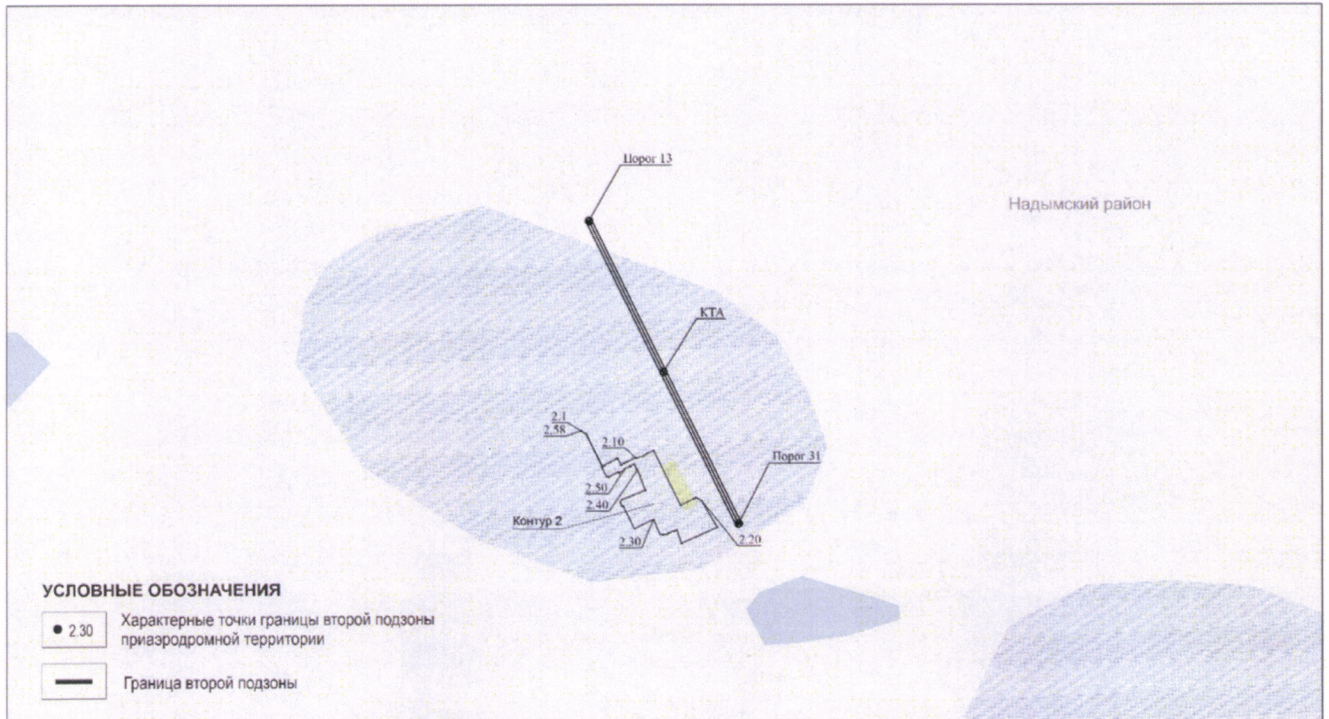 Порог 13
Надымский район
КТА
2.1
2.58
2.10
Порог 31
2.50
2.40
Контур 2
2.30
2.20
УСЛОВНЫЕ ОБОЗНАЧЕНИЯ
2.30 Характерные точки границы второй подзоны
приаэродромной территории
Граница второй подзоны